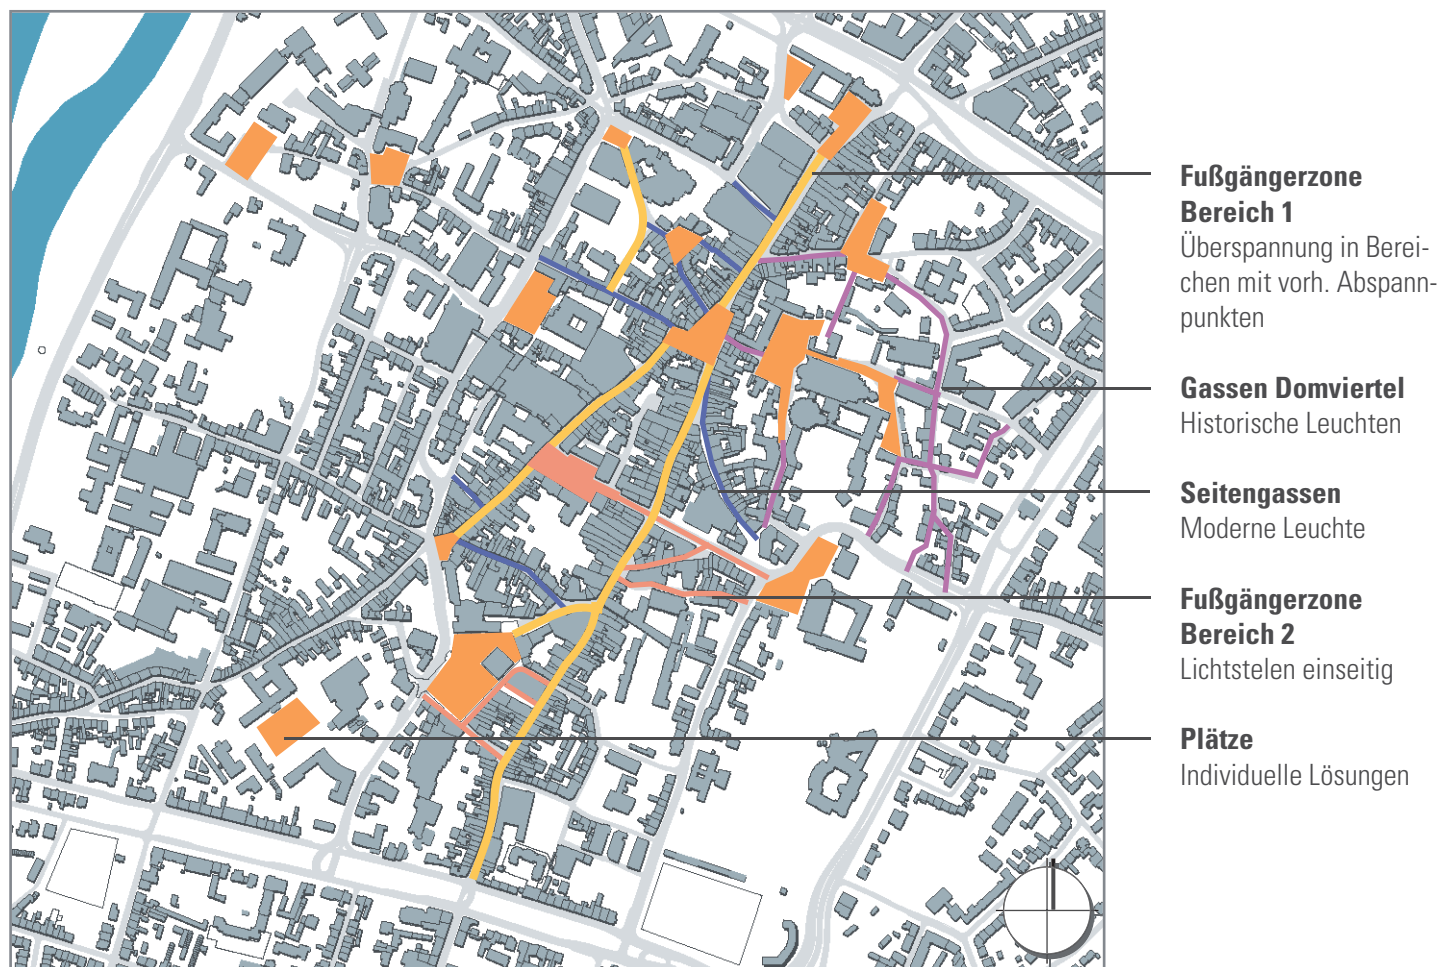 Fußgängerzone
Bereich 1
Überspannung in Berei-
chen mit vorh. Abspann-
punkten
Gassen Domviertel
Historische Leuchten
Seitengassen
Moderne Leuchte
Fußgängerzone
Bereich 2
Lichtstelen einseitig
Plätze
Individuelle Lösungen